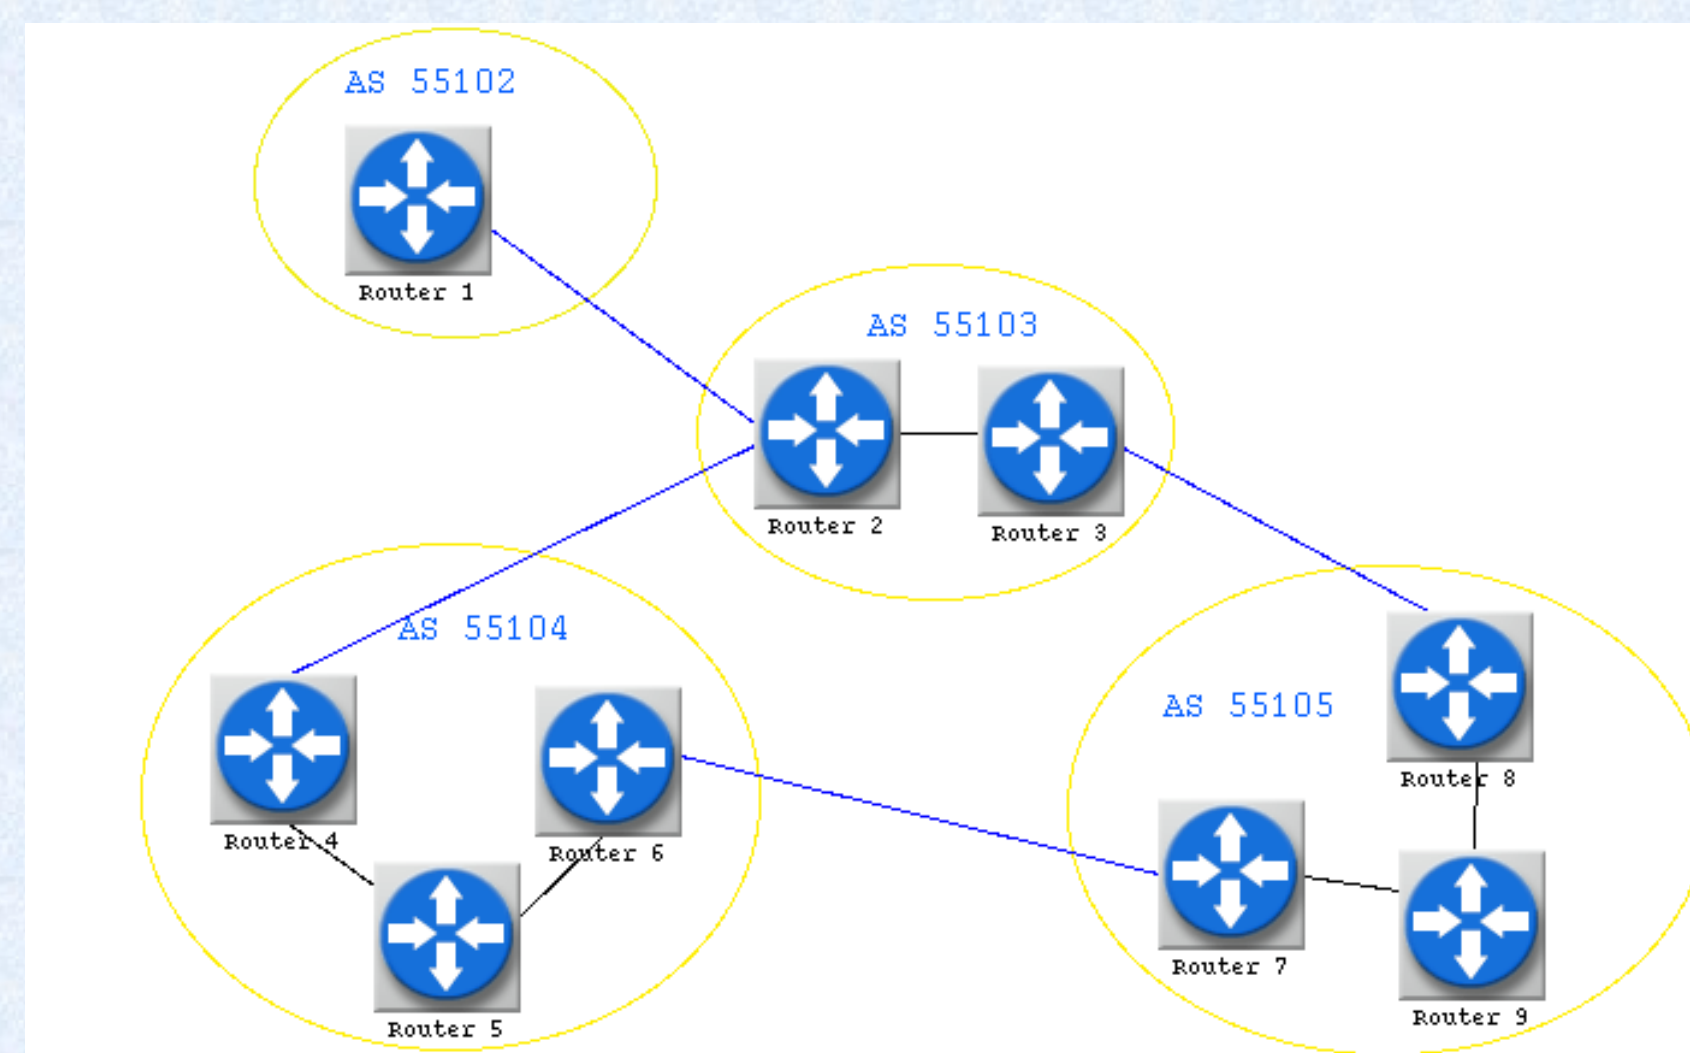 AS 55102
Router 1
AS 55103
Router 2
Router 3
AS 55104
Router 4
Router 6
Router 5
AS 55105
Router 8
Router 7
Router 9